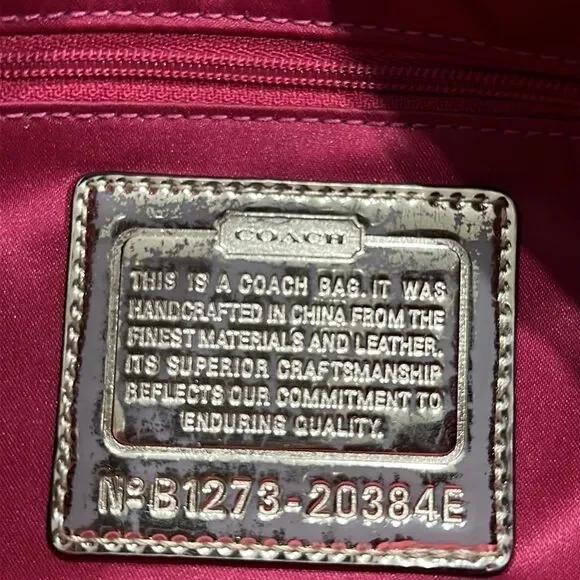 COACH
THIS IS A COACH BAG. IT WAS
HANDCRAFTED IN CHINA FROM THE
FINEST MATERIALS AND LEATHER.
ITS SUPERIOR CRAFTSMANSHIP
REFLECTS OUR COMMITMENT TO
ENDURING QUALITY.
Nº B1273-20384E